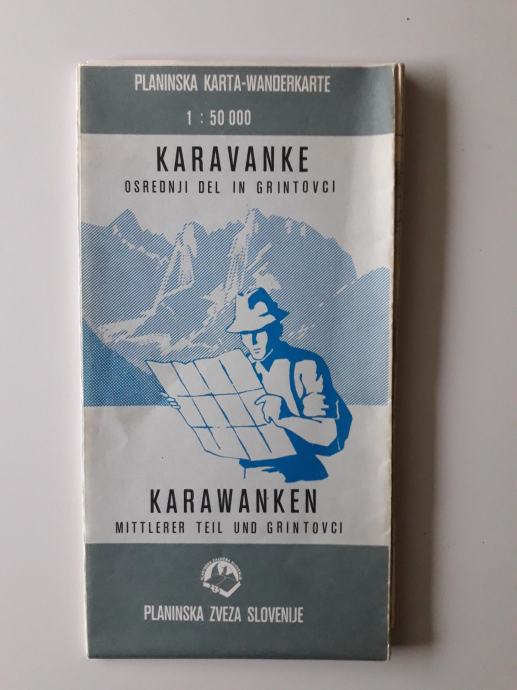 PLANINSKA KARTA-WANDERKARTE
1 : 50 000
KARAVANKE
OSREDNJI DEL IN GRINTOVCI
KARAWANKEN
MITTLERER TEIL UND GRINTOVCI
PLANINSKA ZVEZA SLOVENIJE